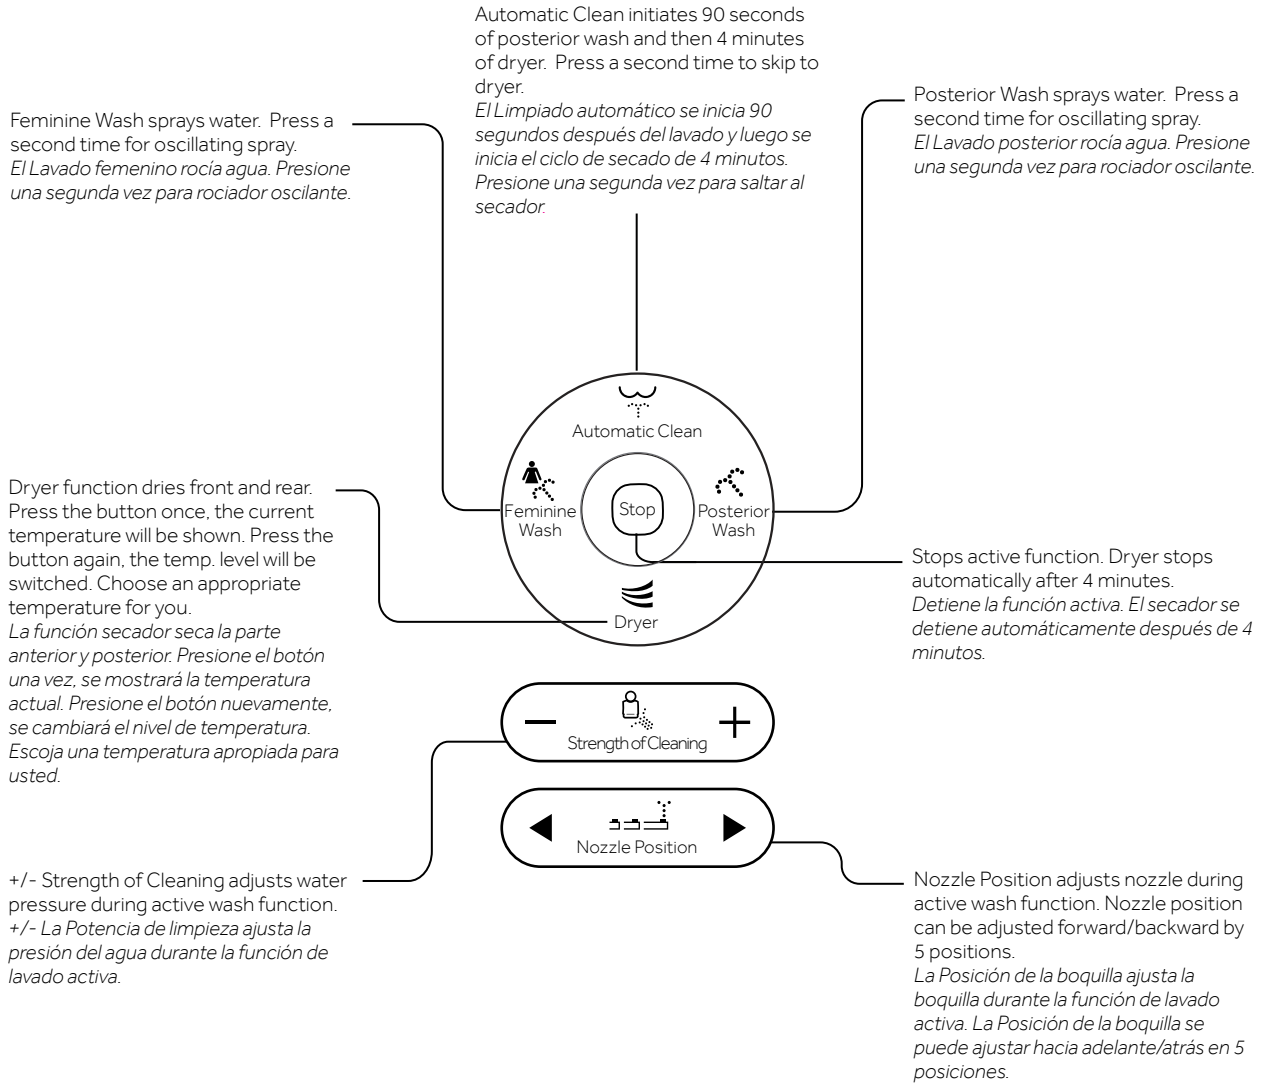 Automatic Clean initiates 90 seconds
of posterior wash and then 4 minutes
of dryer. Press a second time to skip to
dryer.
El Limpiado automático se inicia 90
segundos después del lavado y luego se
inicia el ciclo de secado de 4 minutos.
Presione una segunda vez para saltar al
secador.
Feminine Wash sprays water. Press a
second time for oscillating spray.
El Lavado femenino rocía agua. Presione
una segunda vez para rociador oscilante.
Posterior Wash sprays water. Press a
second time for oscillating spray.
El Lavado posterior rocía agua. Presione
una segunda vez para rociador oscilante.
Automatic Clean
Feminine
Wash
Stop
Posterior
Wash
Dryer
Dryer function dries front and rear.
Press the button once, the current
temperature will be shown. Press the
button again, the temp. level will be
switched. Choose an appropriate
temperature for you.
La función secador seca la parte
anterior y posterior. Presione el botón
una vez, se mostrará la temperatura
actual. Presione el botón nuevamente,
se cambiará el nivel de temperatura.
Escoja una temperatura apropiada para
usted.
Stops active function. Dryer stops
automatically after 4 minutes.
Detiene la función activa. El secador se
detiene automáticamente después de 4
minutos.
− +
Strength of Cleaning
Nozzle Position
+/- Strength of Cleaning adjusts water
pressure during active wash function.
+/- La Potencia de limpieza ajusta la
presión del agua durante la función de
lavado activa.
Nozzle Position adjusts nozzle during
active wash function. Nozzle position
can be adjusted forward/backward by
5 positions.
La Posición de la boquilla ajusta la
boquilla durante la función de lavado
activa. La Posición de la boquilla se
puede ajustar hacia adelante/atrás en 5
posiciones.